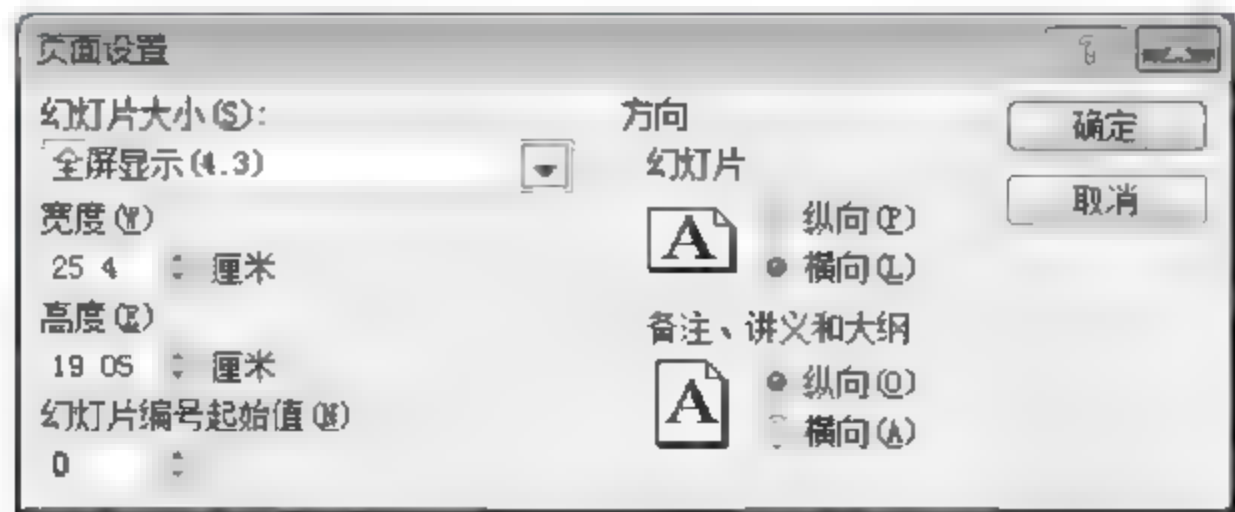 页面设置
幻灯片大小(S):
全屏显示(4.3)
宽度(W)
25 4 厘米
高度(E)
19 05 厘米
幻灯片编号起始值(N)
0
方向
幻灯片
A
纵向(P)
横向(L)
备注、讲义和大纲
A
纵向(O)
横向(A)
确定
取消